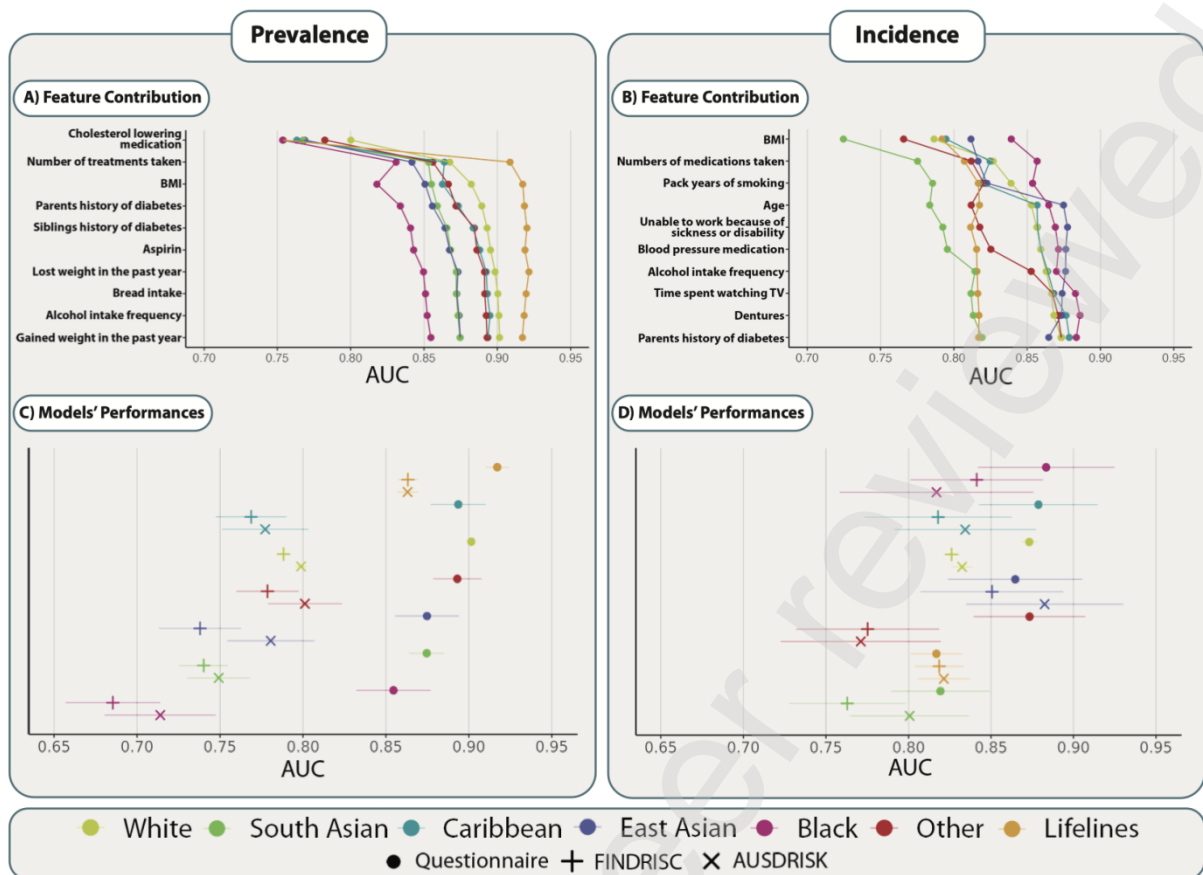 Prevalence
A) Feature Contribution
Cholesterol lowering
medication
Number of treatments taken
BMI
Parents history of diabetes
Siblings history of diabetes
Aspirin
Lost weight in the past year
Bread intake
Alcohol intake frequency
Gained weight in the past year
0.70 0.75 0.80 0.85 0.90 0.95
AUC
C) Models' Performances
0.65 0.70 0.75 0.80 0.85 0.90 0.95
AUC
Incidence
B) Feature Contribution
BMI
Numbers of medications taken
Pack years of smoking
Age
Unable to work because of
sickness or disability
Blood pressure medication
Alcohol intake frequency
Time spent watching TV
Dentures
Parents history of diabetes
0.70 0.75 0.80 0.85 0.90 0.95
AUC
D) Models' Performances
0.65 0.70 0.75 0.80 0.85 0.90 0.95
AUC
White South Asian Caribbean East Asian Black Other Lifelines
Questionnaire FINDRISC AUSDRISK
eer reviewed